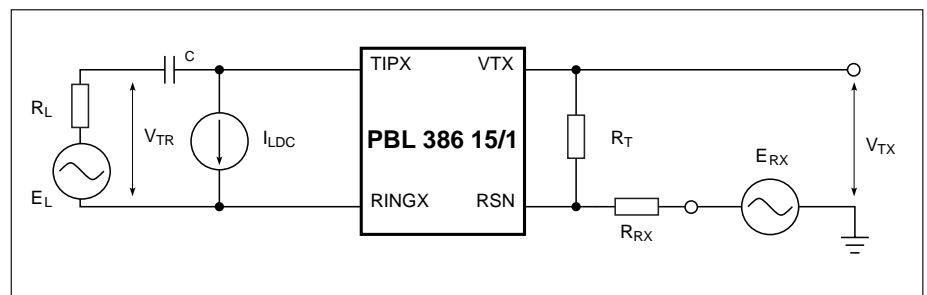 C
TIPX
VTX
RL
VTR
ILDC
PBL 386 15/1
RT
ERX
VTX
EL
RINGX
RSN
RRX